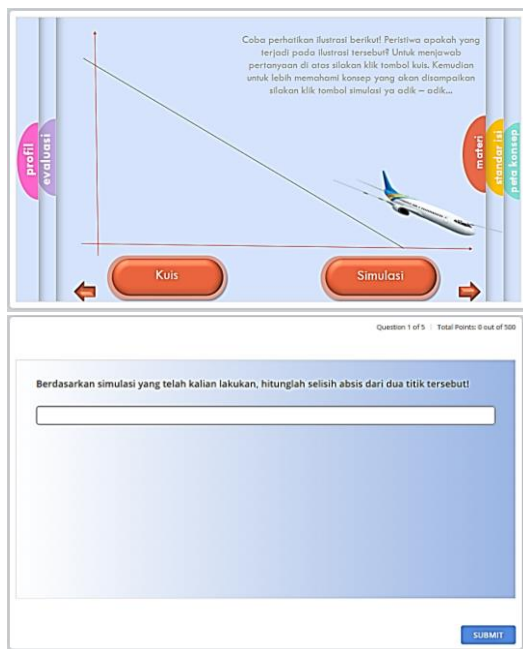 Coba perhatikan ilustrasi berikut! Peristiwa apakah yang
terjadi pada ilustrasi tersebut? Untuk menjawab
pertanyaan di atas silakan klik tombol kuis. Kemudian
untuk lebih memahami konsep yang akan disampaikan
silahkan klik tombol simulasi ya adik – adik...
profil
evaluasi
materi
standar isi
peta konsep
Kuis
Simulasi
Question 1 of 5 | Total Points: 0 out of 500
Berdasarkan simulasi yang telah kalian lakukan, hitunglah selisih absis dari dua titik tersebut!
SUBMIT